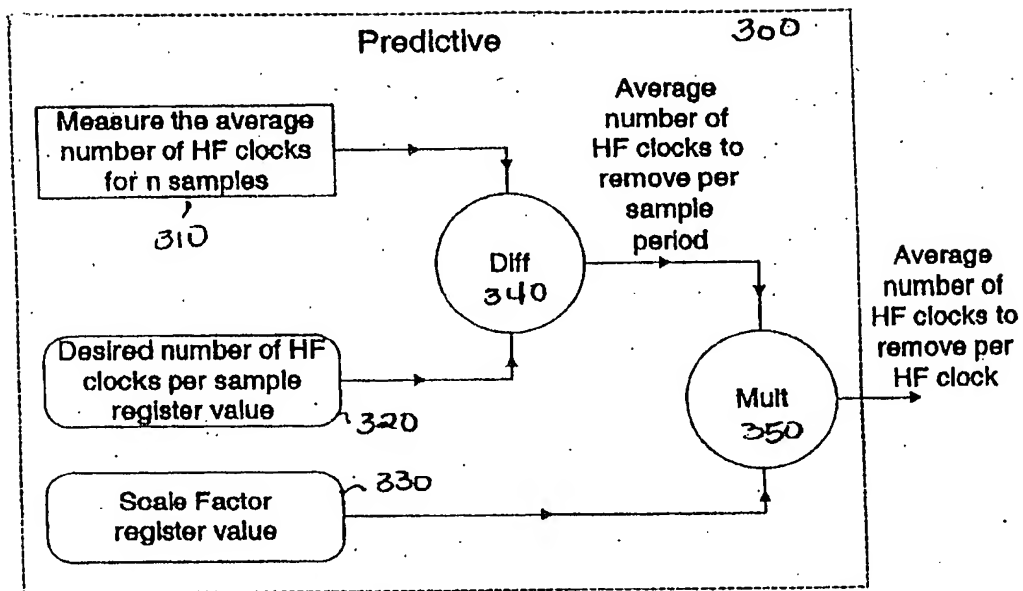 Predictive
300
Measure the average
number of HF clocks
for n samples
310
Average
number of
HF clocks to
remove per
sample
period
Diff
340
Desired number of HF
clocks per sample
register value
320
Average
number of
HF clocks to
remove per
HF clock
Mult
350
Scale Factor
register value
330